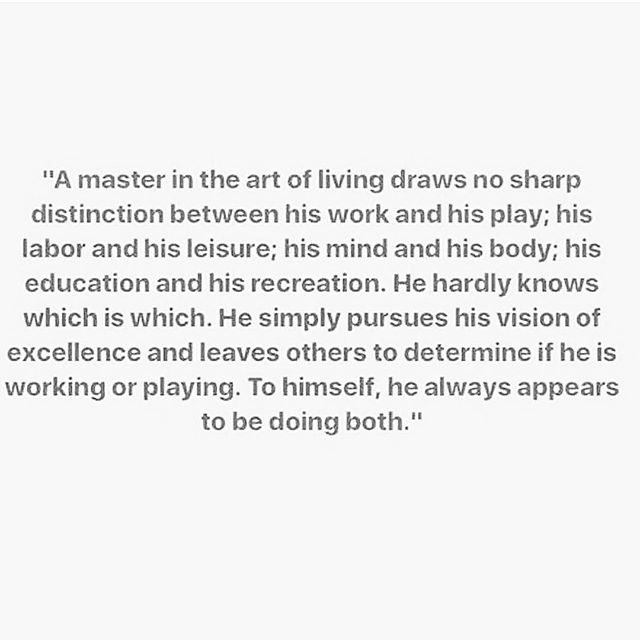 "A master in the art of living draws no sharp
distinction between his work and his play; his
labor and his leisure; his mind and his body; his
education and his recreation. He hardly knows
which is which. He simply pursues his vision of
excellence and leaves others to determine if he is
working or playing. To himself, he always appears
to be doing both."